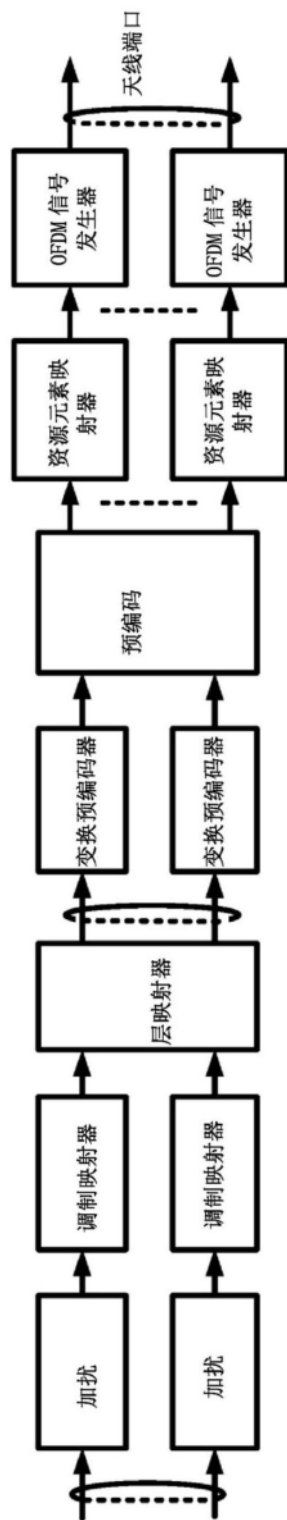 加扰
加扰
调制映射器
调制映射器
层映射器
变换预编码器
变换预编码器
预编码
资源元素映
射器
资源元素映
射器
OFDM 信号
发生器
OFDM 信号
发生器
天线端口